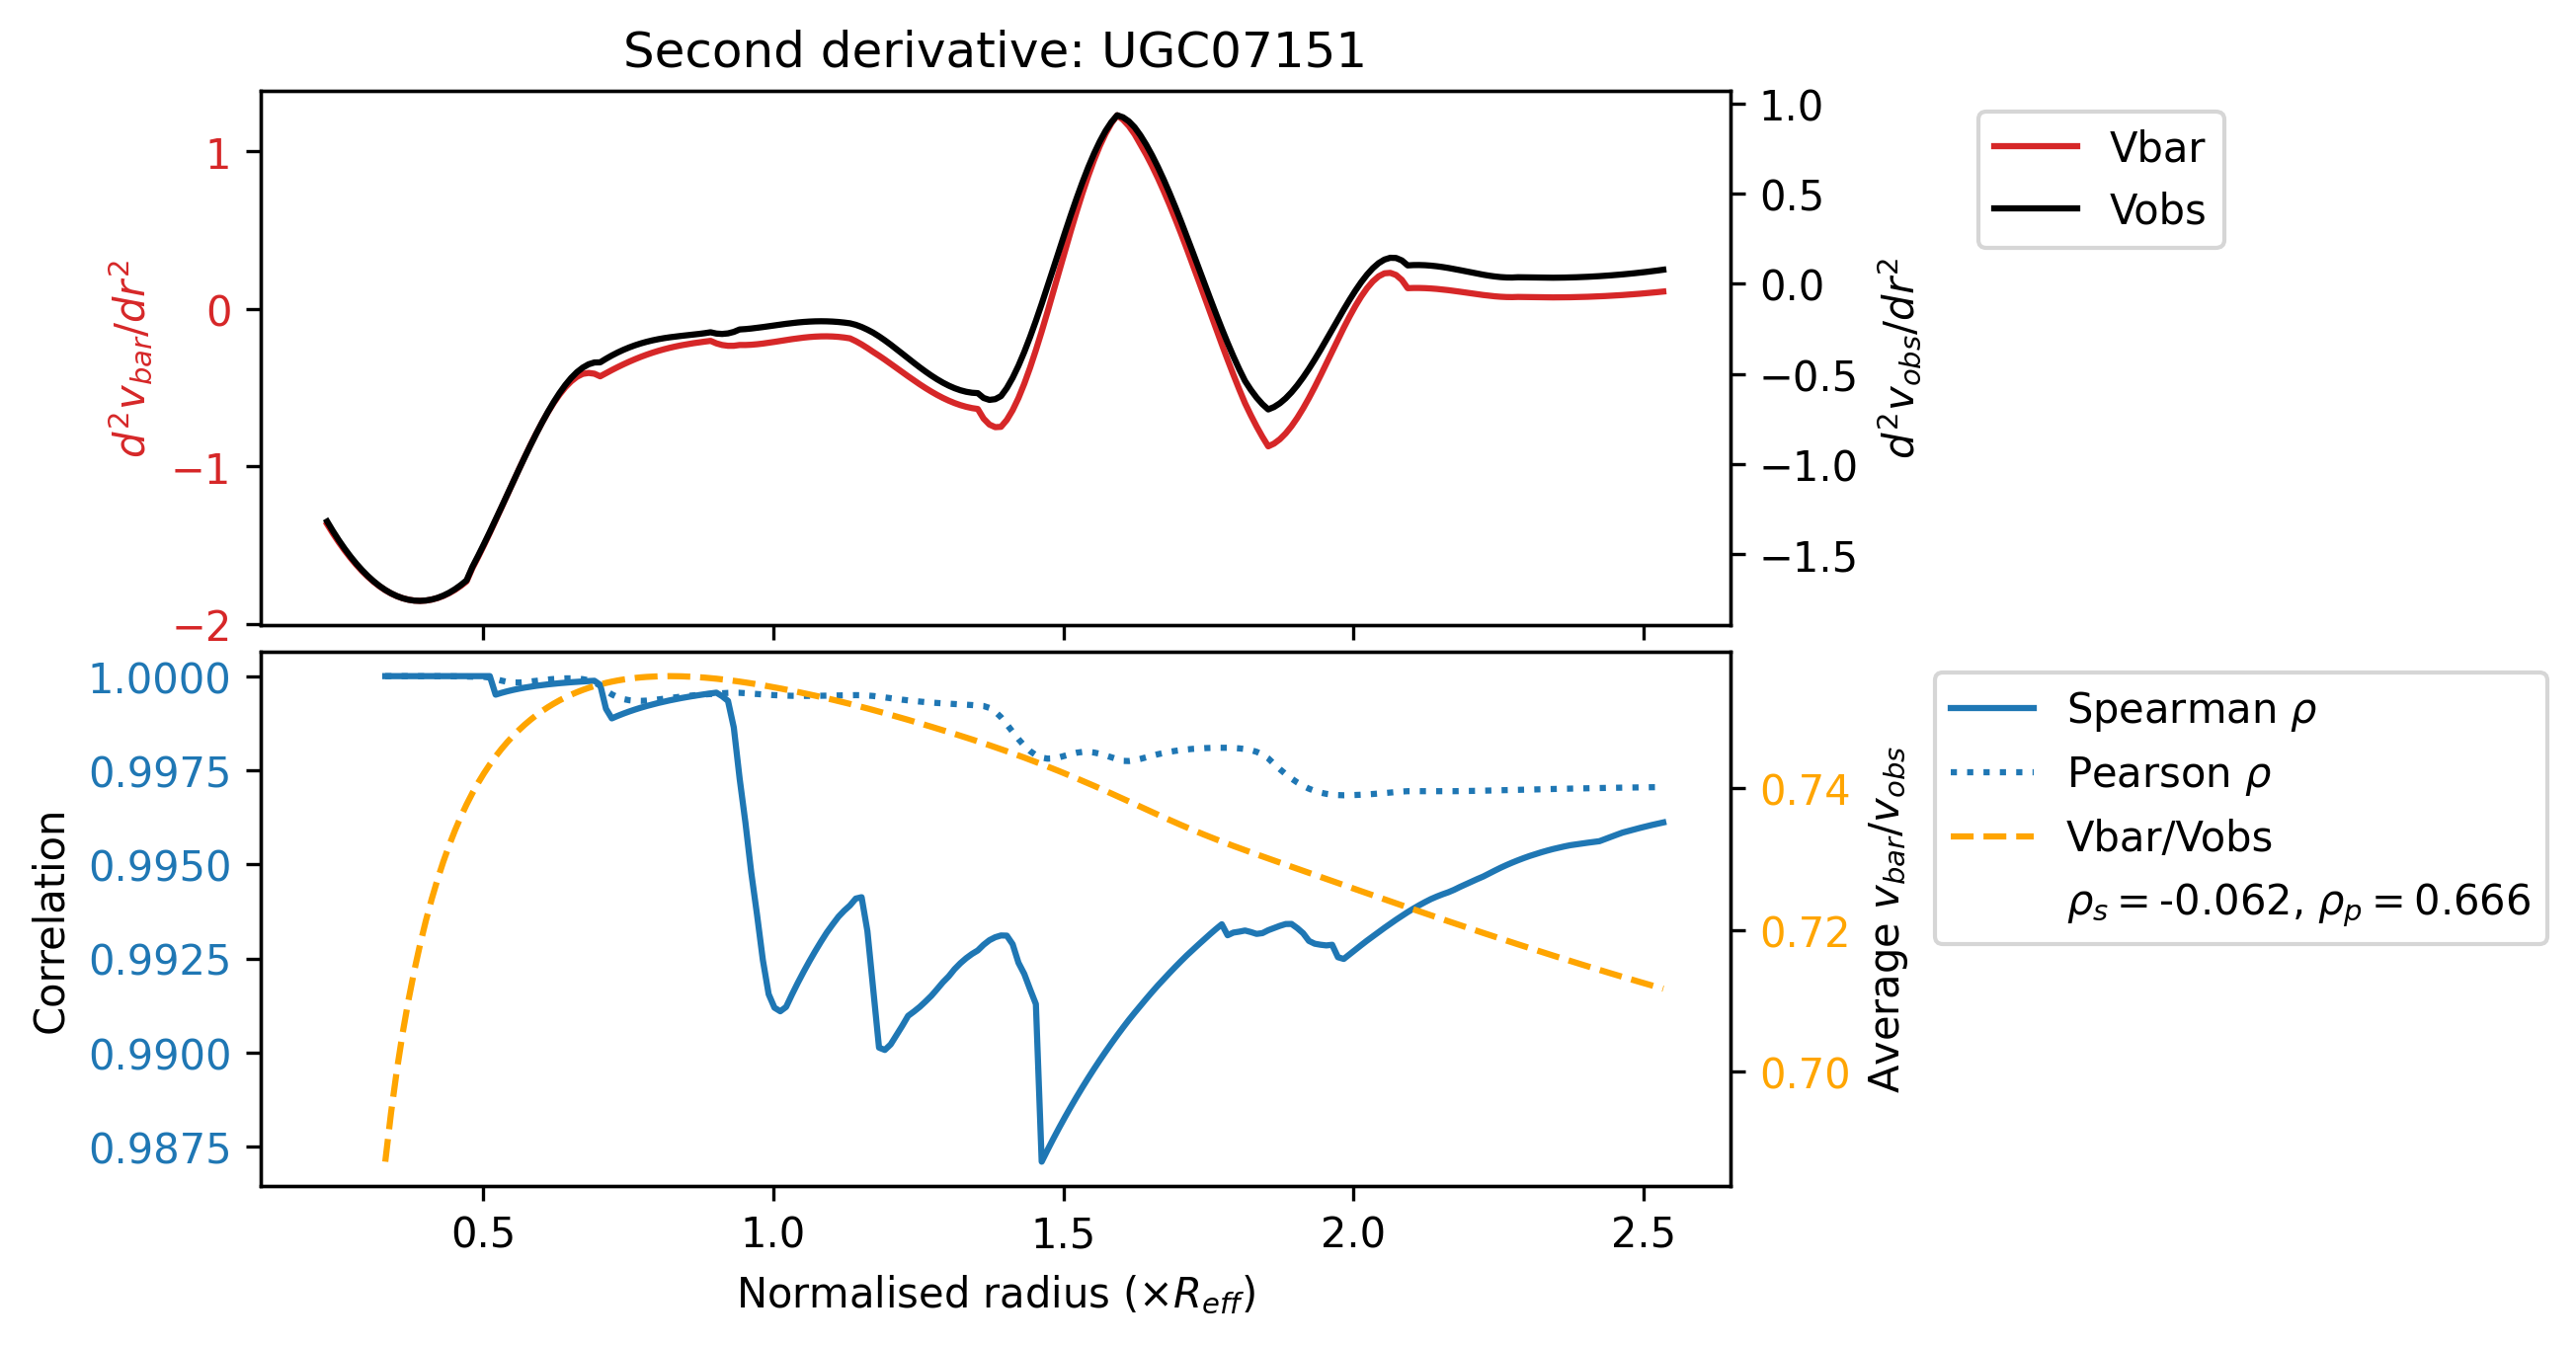 Second derivative: UGC07151
1
0
−1
−2
d²v_bar/dr²
1.0
0.5
0.0
−0.5
−1.0
−1.5
d²v_obs/dr²
Vbar
Vobs
1.0000
0.9975
0.9950
0.9925
0.9900
0.9875
Correlation
0.74
0.72
0.70
Average v_bar/v_obs
Spearman ρ
Pearson ρ
Vbar/Vobs
ρ_s = -0.062, ρ_p = 0.666
0.5 1.0 1.5 2.0 2.5
Normalised radius (×R_eff)